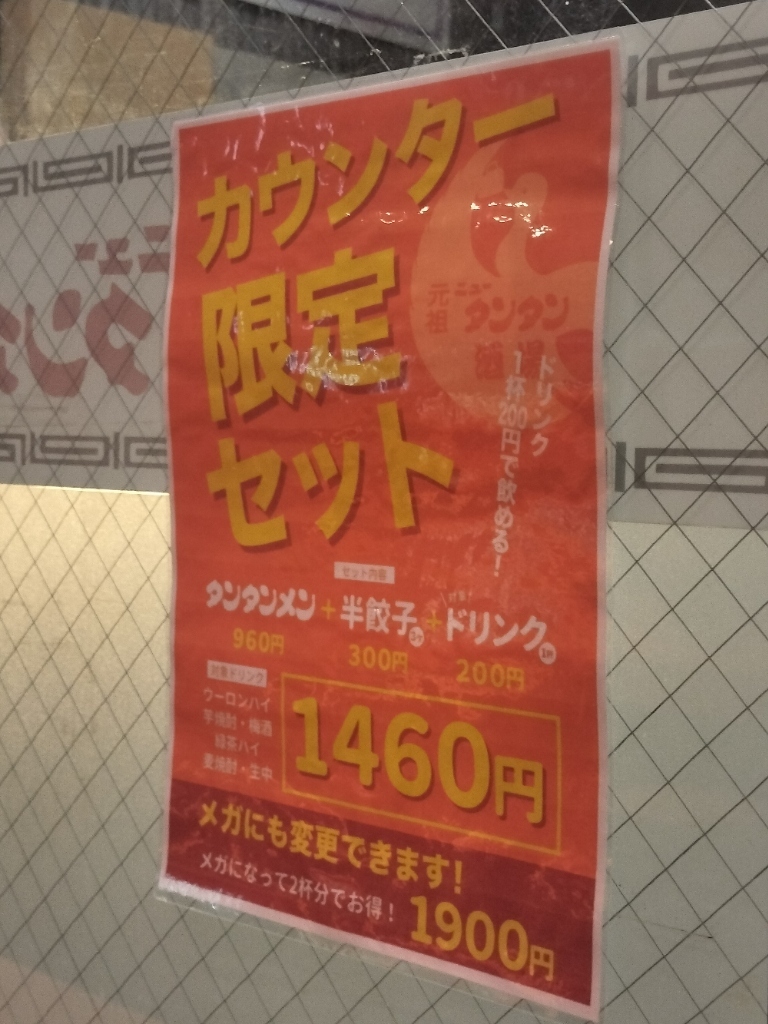 カウンター
限定
セット
元祖
ニュー
タンタン
酒場
ドリンク
1杯200円で飲める!
セット内容
タンタンメン+半餃子+ドリンク
960円 300円 200円
対象ドリンク
ウーロンハイ
芋焼酎・梅酒
緑茶ハイ
麦焼酎・生中
1460円
メガにも変更できます!
メガになって2杯分でお得!
1900円